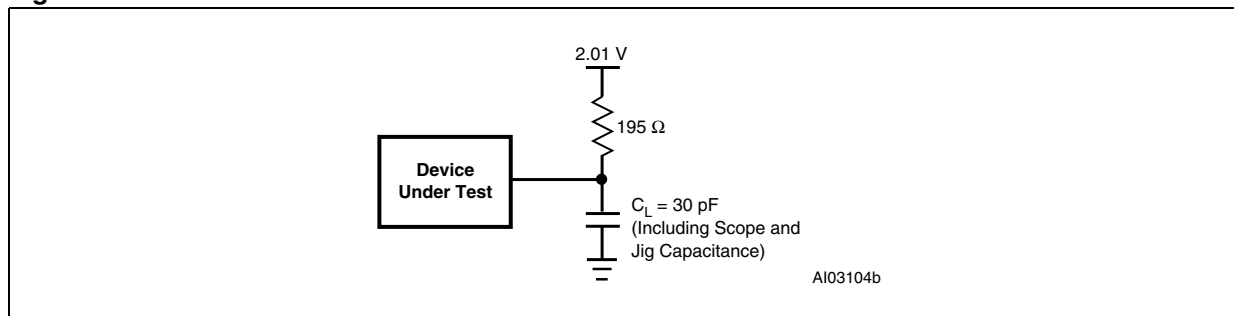 2.01 V
195 Ω
Device
Under Test
C_L = 30 pF
(Including Scope and
Jig Capacitance)
AI03104b